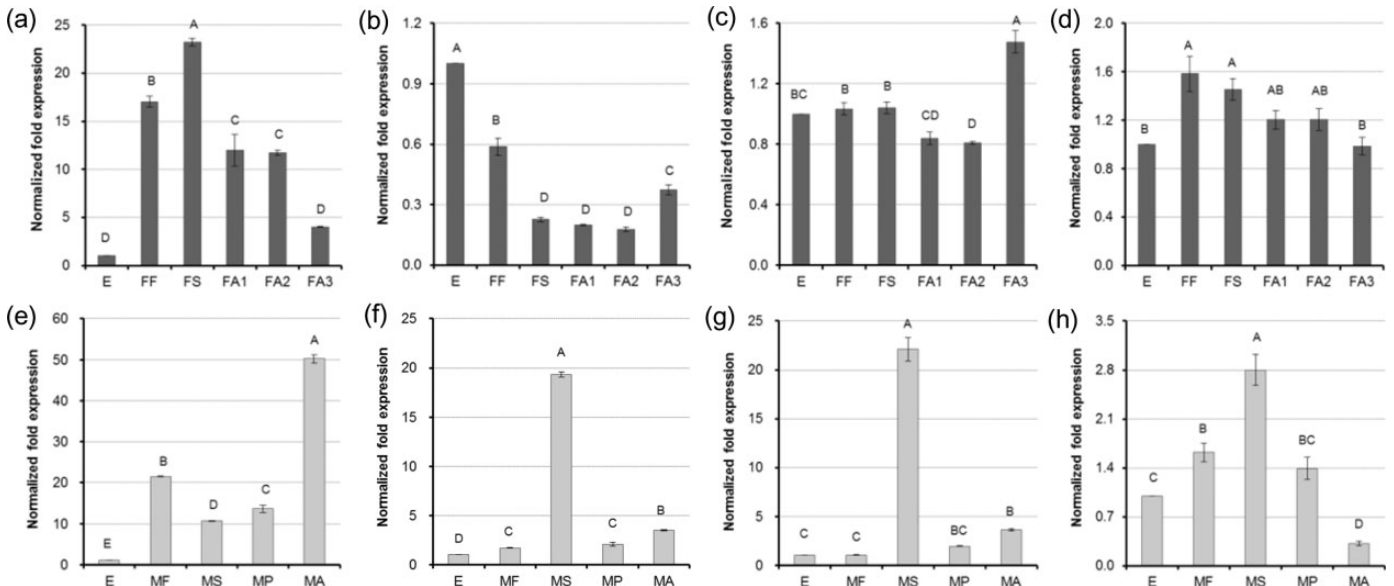 (a)
Normalized fold expression
25
20
15
10
5
0
D
B
A
C
C
D
E FF FS FA1 FA2 FA3
(b)
Normalized fold expression
1.2
0.9
0.6
0.3
0.0
A
B
D
D
D
C
E FF FS FA1 FA2 FA3
(c)
Normalized fold expression
1.6
1.2
0.8
0.4
0.0
BC
B
B
CD
D
A
E FF FS FA1 FA2 FA3
(d)
Normalized fold expression
2.0
1.6
1.2
0.8
0.4
0.0
B
A
A
AB
AB
B
E FF FS FA1 FA2 FA3
(e)
Normalized fold expression
60
50
40
30
20
10
0
E
B
D
C
A
E MF MS MP MA
(f)
Normalized fold expression
25
20
15
10
5
0
D
C
A
C
B
E MF MS MP MA
(g)
Normalized fold expression
25
20
15
10
5
0
C
C
A
BC
B
E MF MS MP MA
(h)
Normalized fold expression
3.5
2.8
2.1
1.4
0.7
0.0
C
B
A
BC
D
E MF MS MP MA